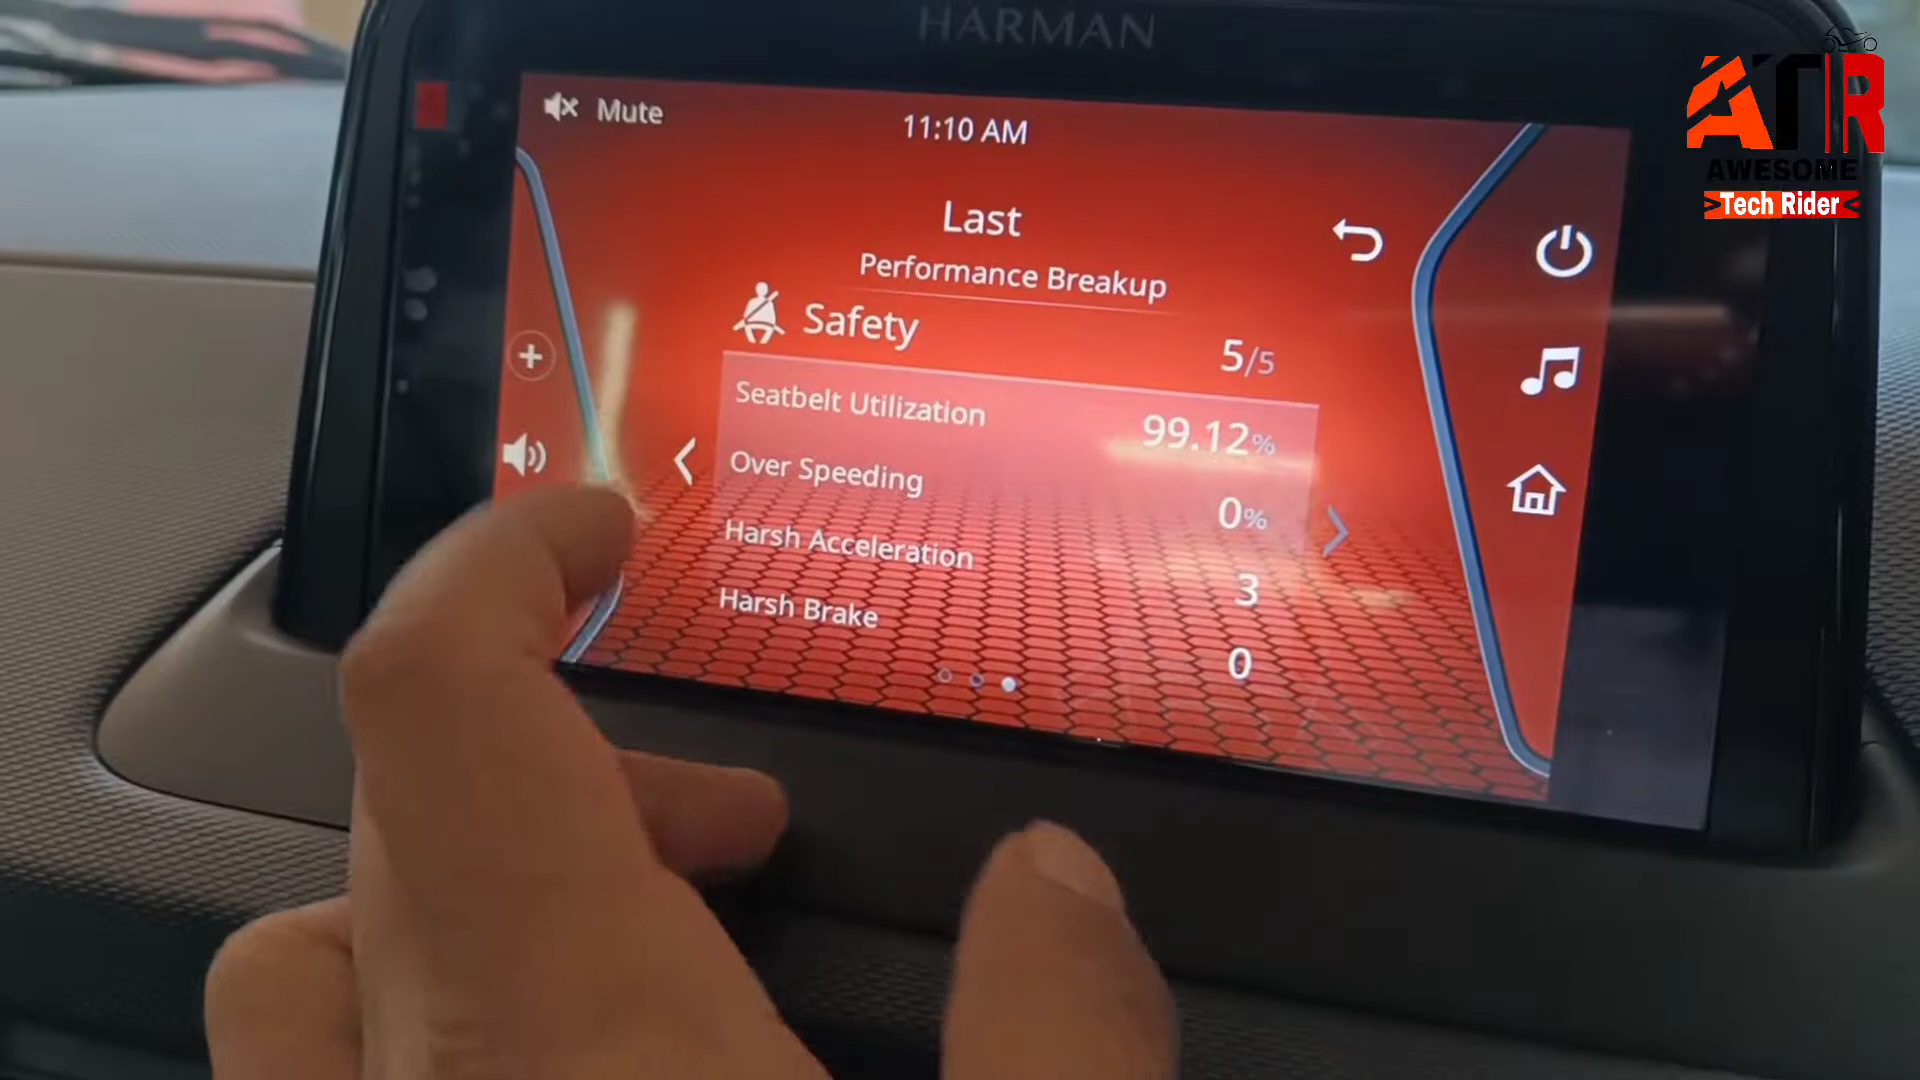 HARMAN
Mute
11:10 AM
Last
Performance Breakup
Safety 5/5
Seatbelt Utilization 99.12%
Over Speeding 0%
Harsh Acceleration 3
Harsh Brake 0
ATR
AWESOME
>Tech Rider<